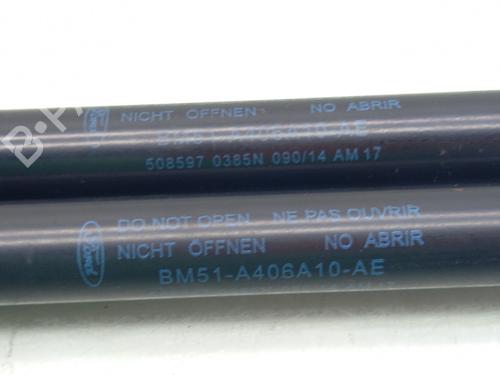 NICHT ÖFFNEN NO ABRIR
BM51-A406A10-AE
508597 0385N 090/14 AM 17
DO NOT OPEN NE PAS OUVRIR
NICHT ÖFFNEN NO ABRIR
BM51-A406A10-AE